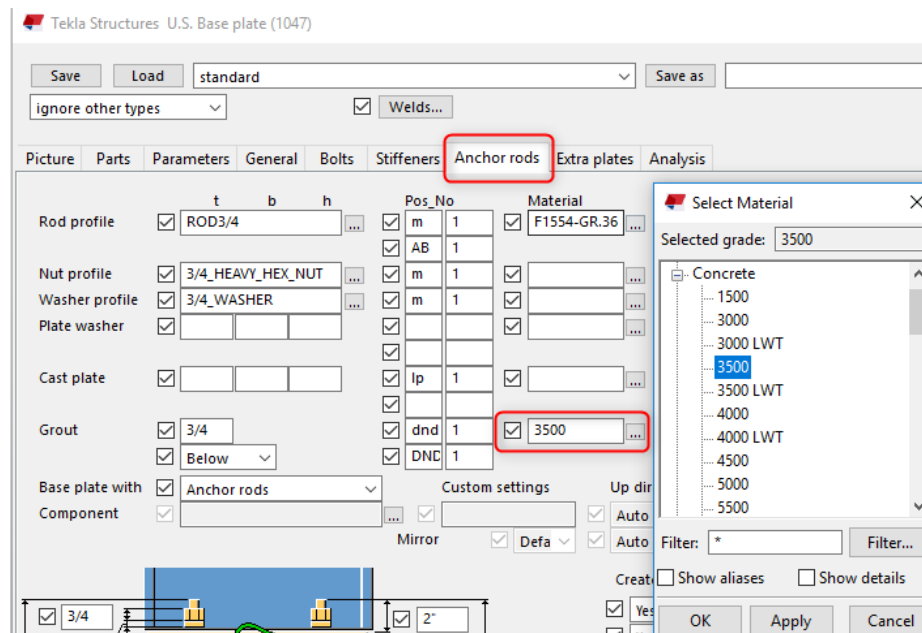 Tekla Structures U.S. Base plate (1047)
Save Load standard Save as
ignore other types Welds...
Picture Parts Parameters General Bolts Stiffeners Anchor rods Extra plates Analysis
t b h Pos_No Material
Rod profile ROD3/4 ... m 1 F1554-GR.36 ...
AB 1
Nut profile 3/4_HEAVY_HEX_NUT ... m 1 ...
Washer profile 3/4_WASHER ... m 1 ...
Plate washer ...
Cast plate lp 1 ...
Grout 3/4 dnd 1 3500 ...
Below DND 1
Base plate with Anchor rods Custom settings Up dir
Component ... Auto
Mirror Defa Auto
Create
3/4 2" Yes
Select Material
Selected grade: 3500
Concrete
1500
3000
3000 LWT
3500
3500 LWT
4000
4000 LWT
4500
5000
5500
Filter: * Filter...
Show aliases Show details
OK Apply Cancel